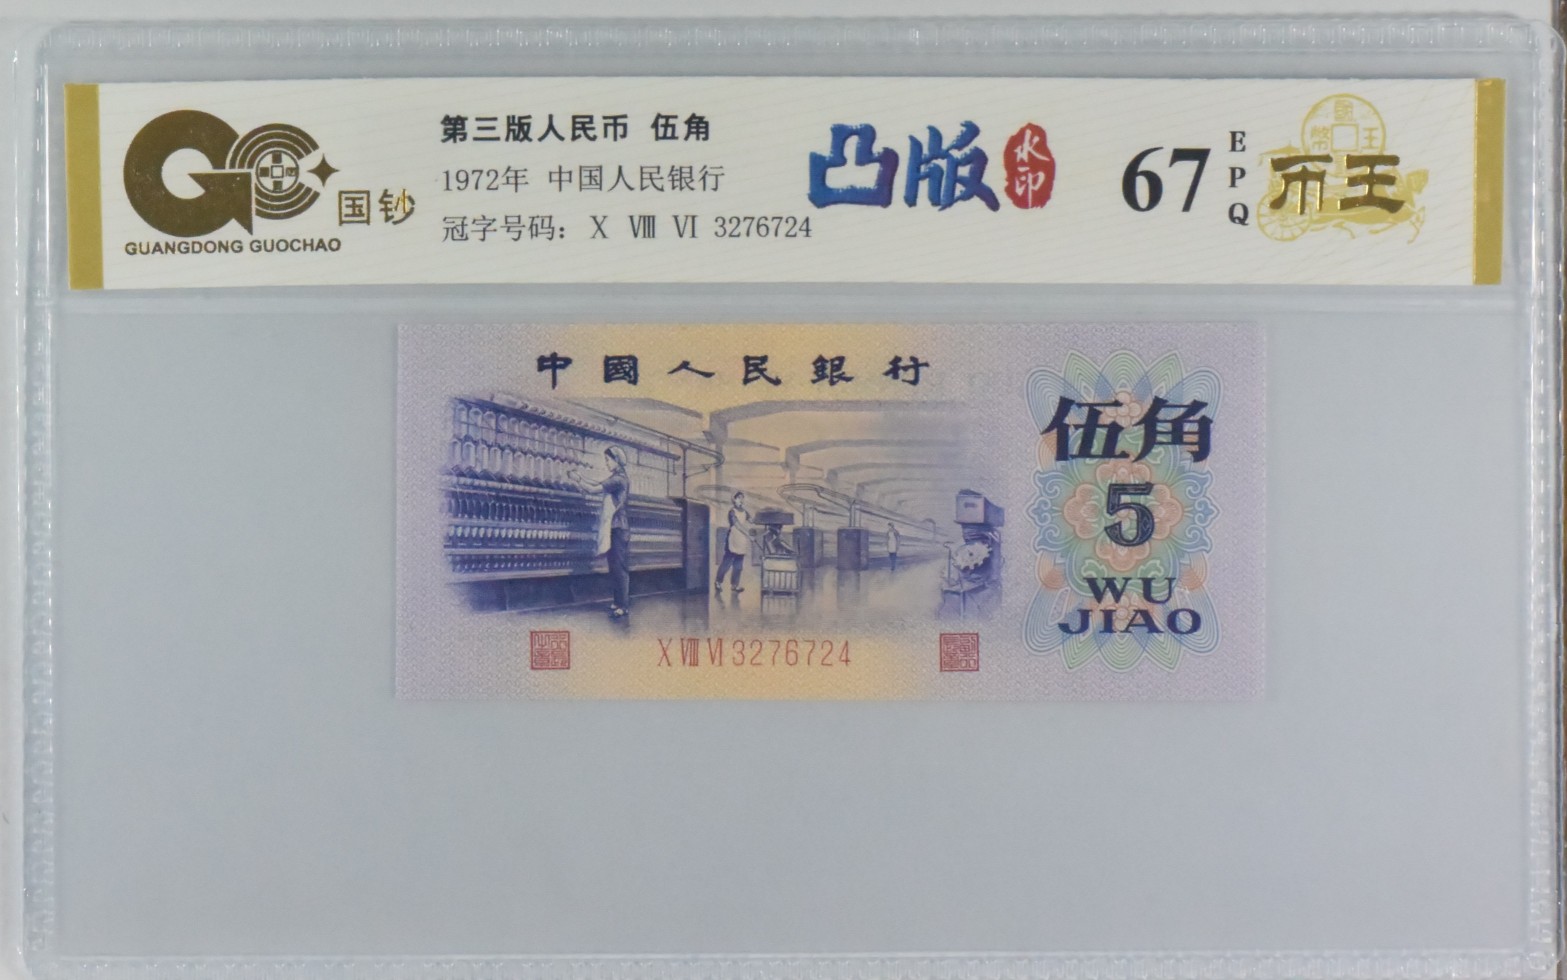 GC
国钞
GUANGDONG GUOCHAO
第三版人民币 伍角
1972年 中国人民银行
冠字号码：X Ⅷ Ⅵ 3276724
凸版
水印
67
EPQ
币王
中國人民銀行
伍角
5
WU
JIAO
X Ⅷ Ⅵ 3276724